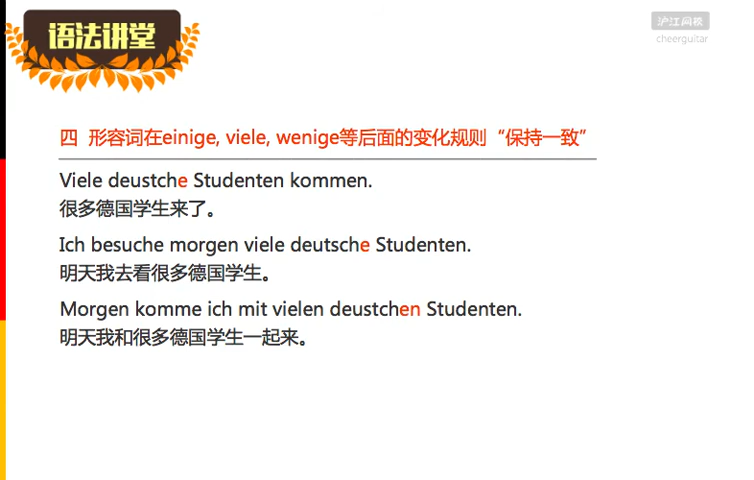 语法讲堂
沪江网校
cheerguitar
四 形容词在einige, viele, wenige等后面的变化规则“保持一致”
Viele deustche Studenten kommen.
很多德国学生来了。
Ich besuche morgen viele deutsche Studenten.
明天我去看很多德国学生。
Morgen komme ich mit vielen deustchen Studenten.
明天我和很多德国学生一起来。